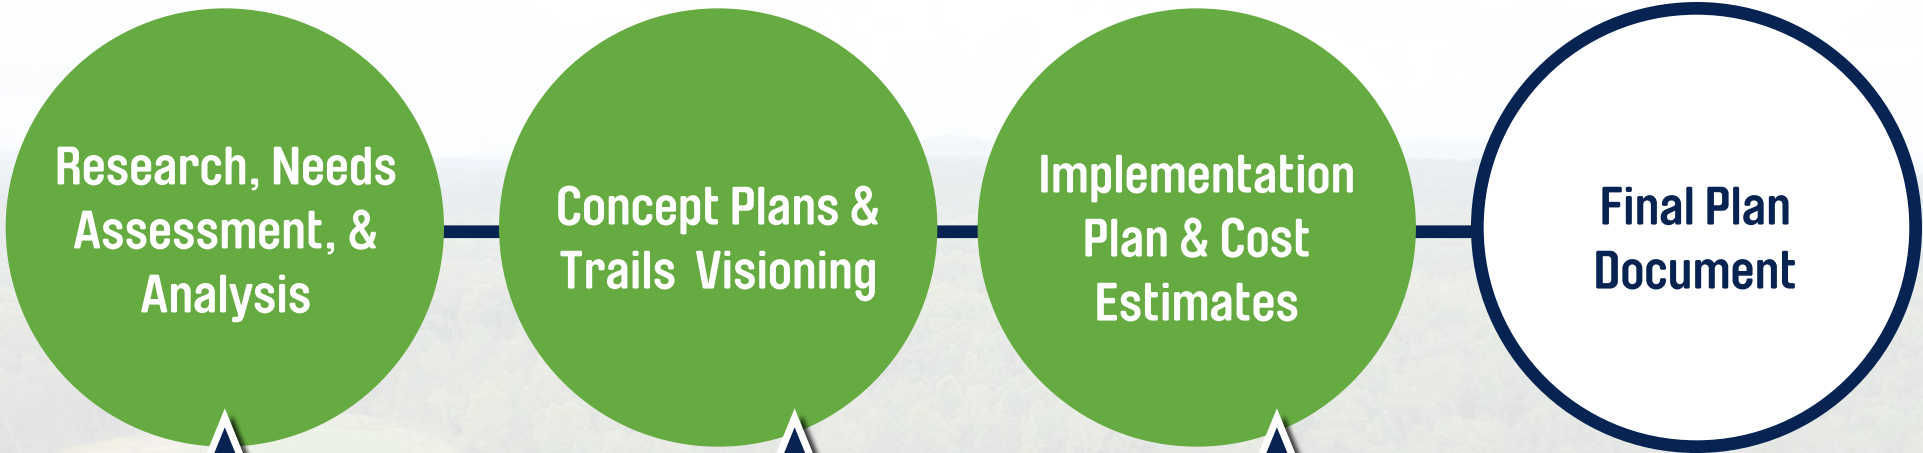 Research, Needs
Assessment, &
Analysis
Concept Plans &
Trails  Visioning
Implementation
Plan & Cost
Estimates
Final Plan
Document